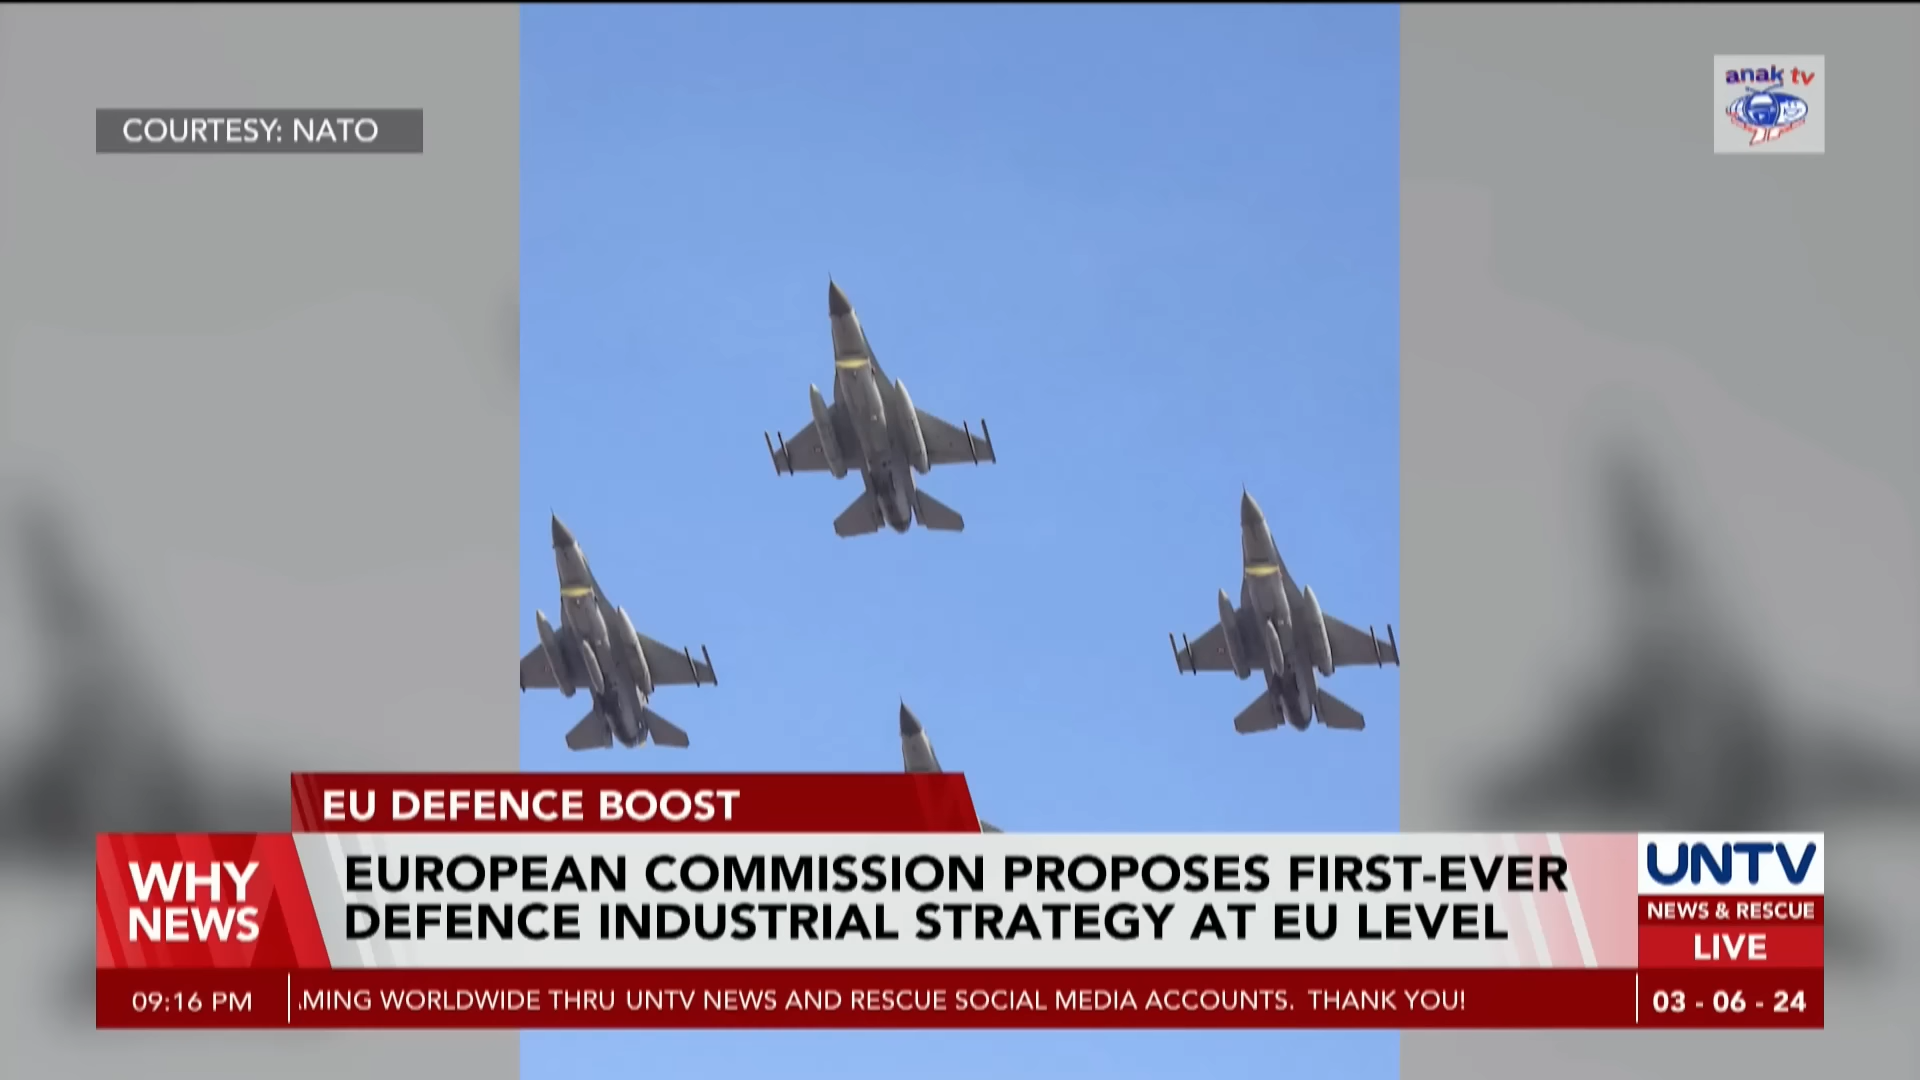 COURTESY: NATO
anak tv
EU DEFENCE BOOST
WHY
NEWS
EUROPEAN COMMISSION PROPOSES FIRST-EVER
DEFENCE INDUSTRIAL STRATEGY AT EU LEVEL
UNTV
NEWS & RESCUE
LIVE
09:16 PM
.MING WORLDWIDE THRU UNTV NEWS AND RESCUE SOCIAL MEDIA ACCOUNTS. THANK YOU!
03 - 06 - 24